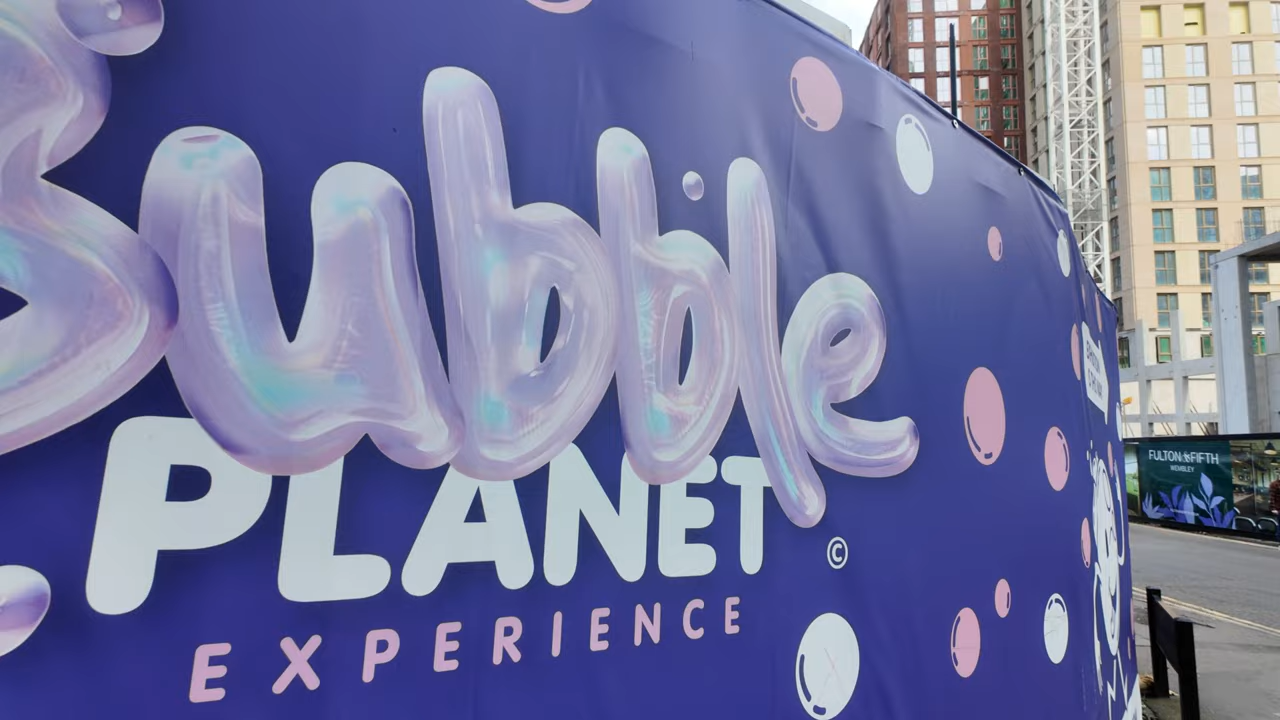 Bubble
PLANET
©
EXPERIENCE
FULTON & FIFTH
WEMBLEY